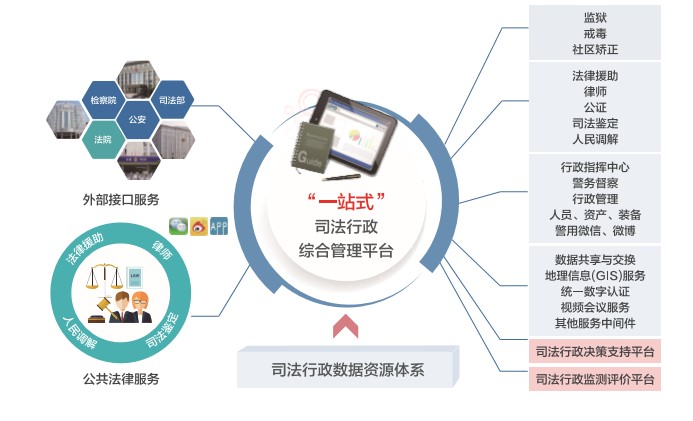 检察院
司法部
公安
法院
外部接口服务
APP
法律援助
律师
LAW
人民调解
司法鉴定
公共法律服务
Guide
“一站式”
司法行政
综合管理平台
司法行政数据资源体系
监狱
戒毒
社区矫正
法律援助
律师
公证
司法鉴定
人民调解
行政指挥中心
警务督察
行政管理
人员、资产、装备
警用微信、微博
数据共享与交换
地理信息(GIS)服务
统一数字认证
视频会议服务
其他服务中间件
司法行政决策支持平台
司法行政监测评价平台